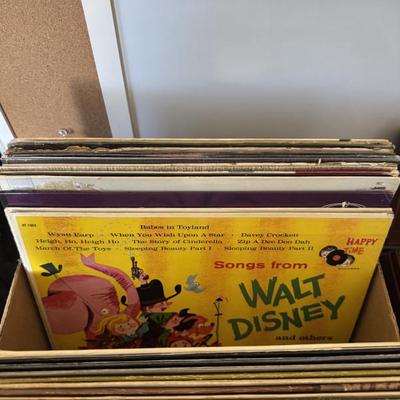 HT 1003
Babes in Toyland
Wyatt Earp - When You Wish Upon A Star - Davey Crockett
Heigh, Ho, Heigh Ho - The Story of Cinderella - Zip A Dee Doo Dah
March Of The Toys - Sleeping Beauty Part I - Sleeping Beauty Part II
HAPPY
TIME
Songs from
WALT
DISNEY
and others